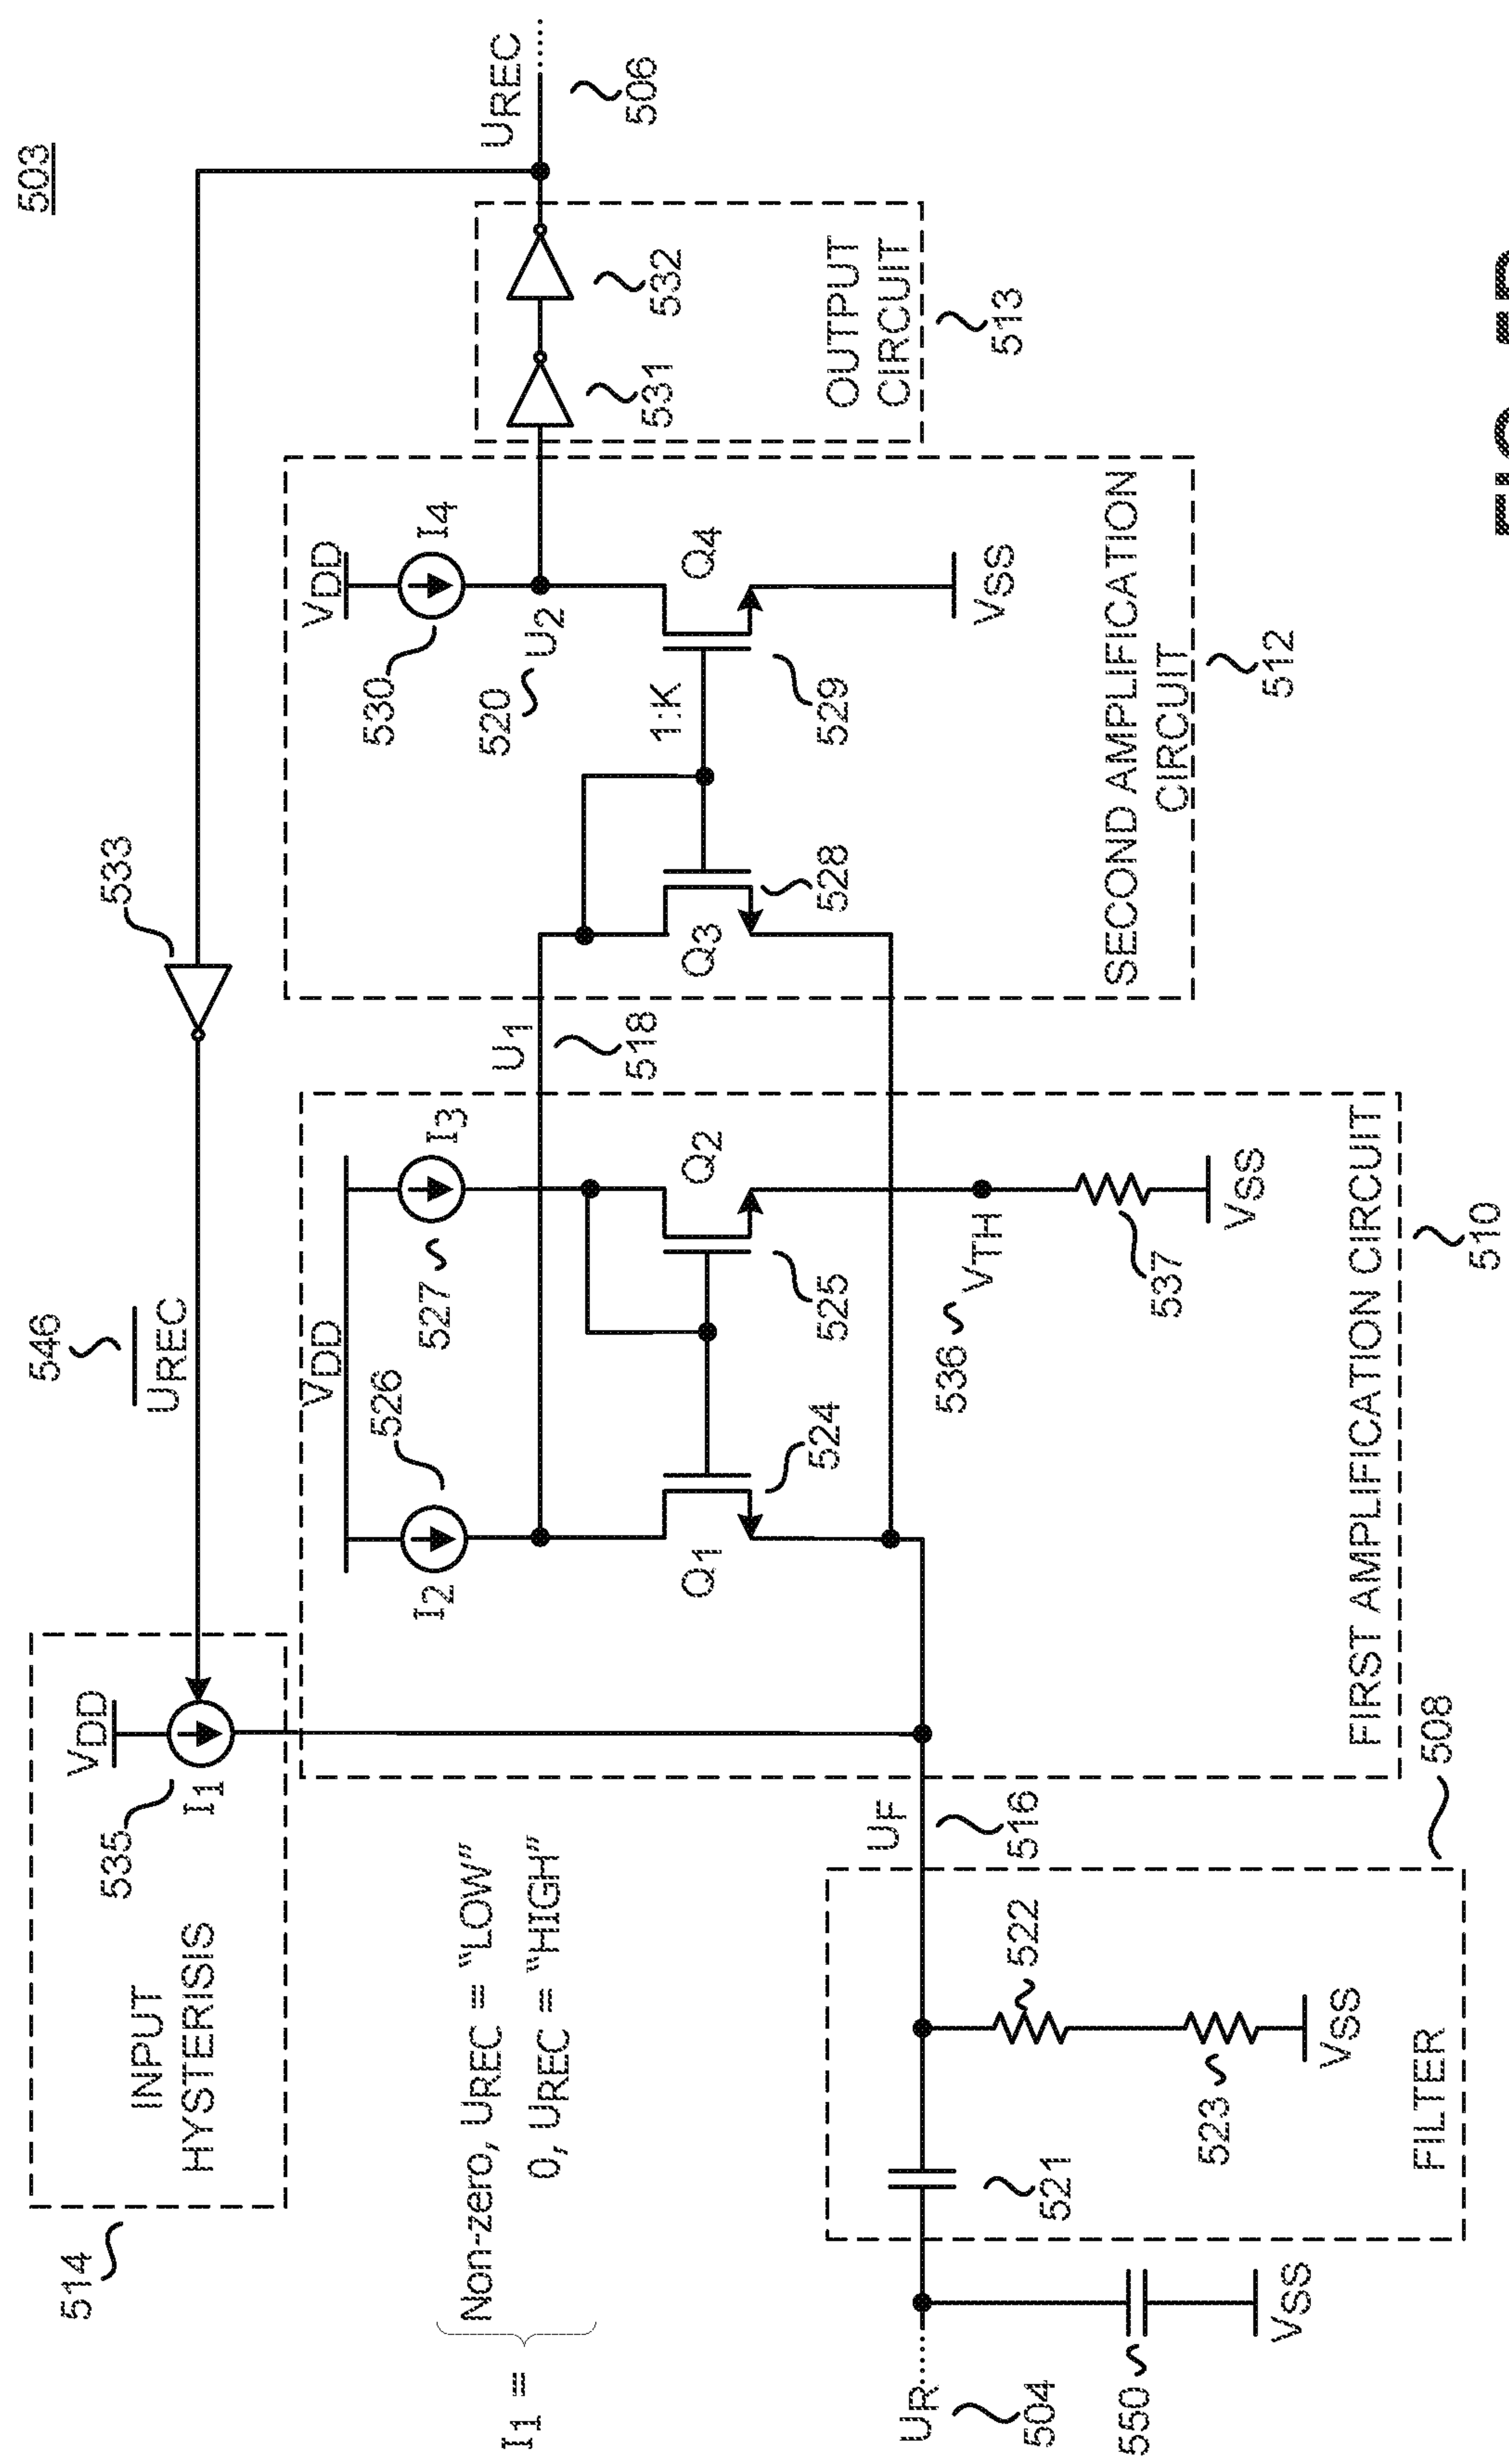 503
514
INPUT
HYSTERISIS
VDD
535
I1
546
UREC
533
UREC
506
I1 =
Non-zero, UREC = "LOW"
0, UREC = "HIGH"
VDD
I2
526
527
I3
Q1
524
Q2
525
536
VTH
537
VSS
FIRST AMPLIFICATION CIRCUIT
510
U1
518
VDD
530
I4
520
U2
1:K
Q3
528
Q4
529
VSS
SECOND AMPLIFICATION
CIRCUIT
512
531
532
OUTPUT
CIRCUIT
513
UR
504
550
VSS
521
522
523
VSS
FILTER
508
UF
516